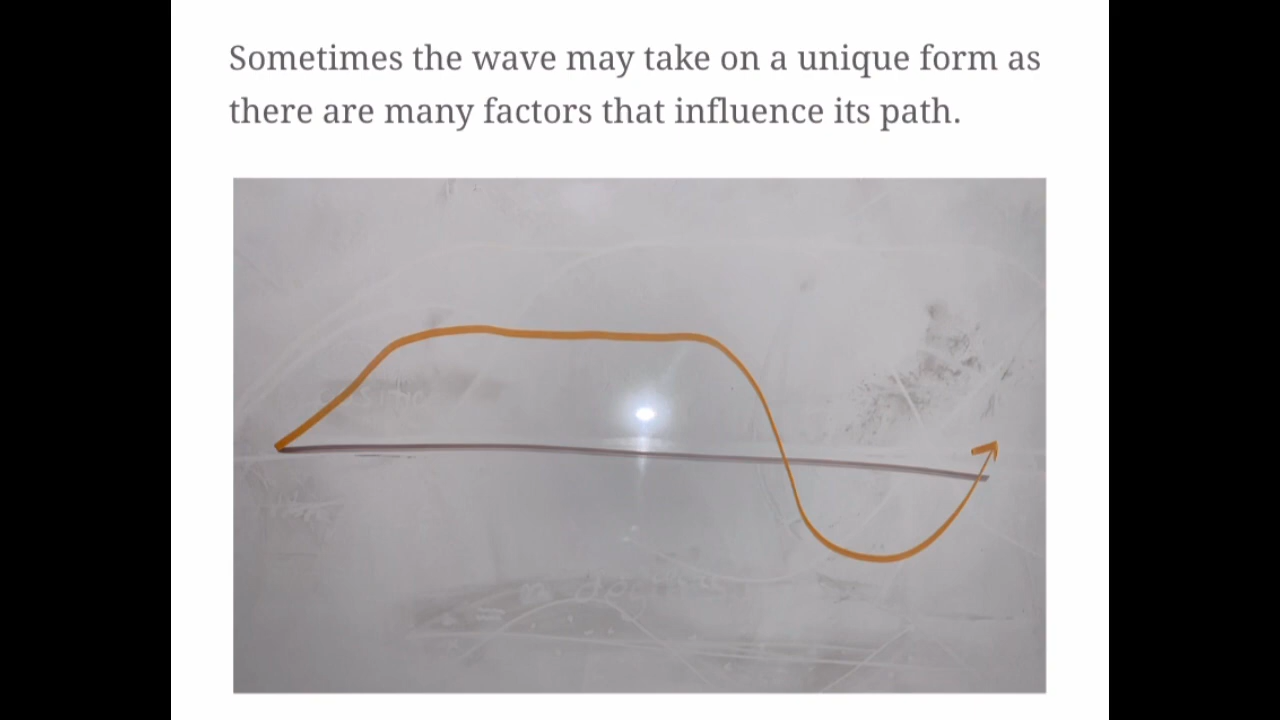 Sometimes the wave may take on a unique form as
there are many factors that influence its path.